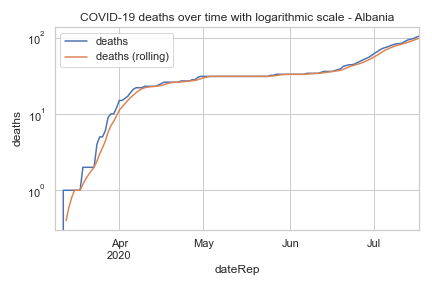 COVID-19 deaths over time with logarithmic scale - Albania
deaths
deaths (rolling)
10²
10¹
10⁰
deaths
Apr
2020
May
Jun
Jul
dateRep